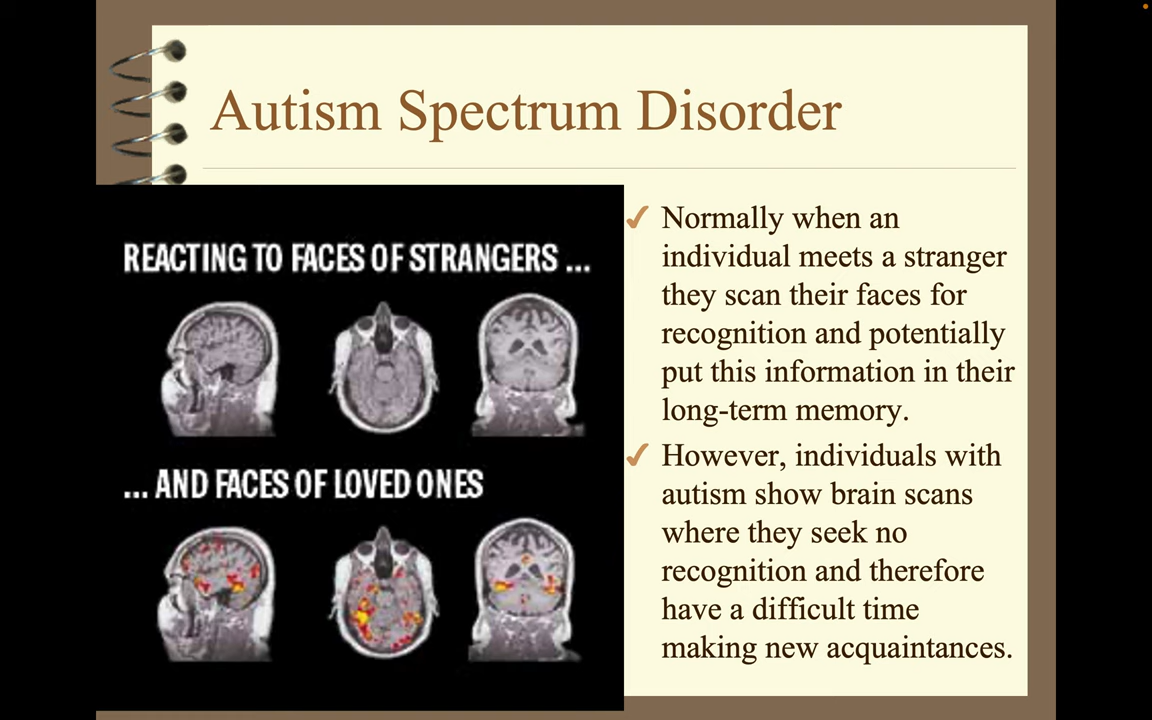 Autism Spectrum Disorder
REACTING TO FACES OF STRANGERS ...
... AND FACES OF LOVED ONES
✓ Normally when an
individual meets a stranger
they scan their faces for
recognition and potentially
put this information in their
long-term memory.
✓ However, individuals with
autism show brain scans
where they seek no
recognition and therefore
have a difficult time
making new acquaintances.